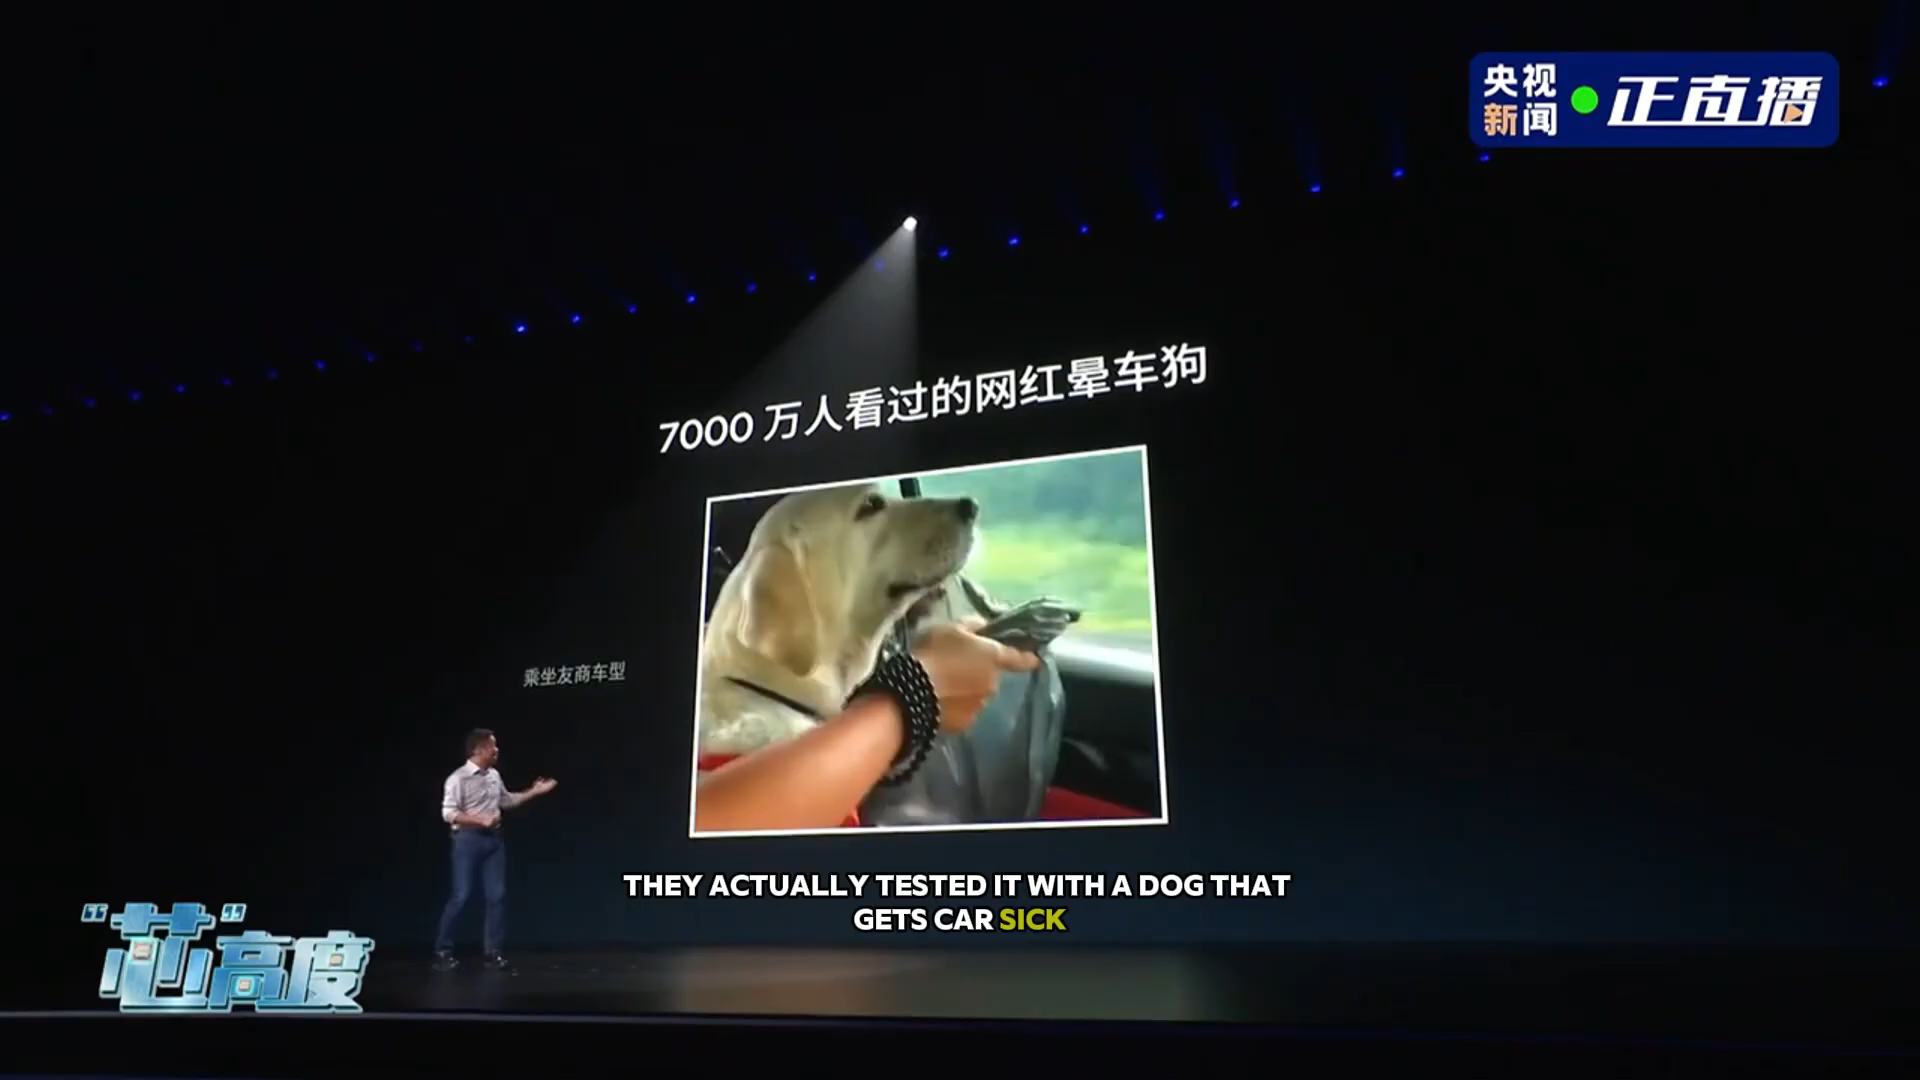 央视
新闻
正直播
7000 万人看过的网红晕车狗
乘坐友商车型
THEY ACTUALLY TESTED IT WITH A DOG THAT
GETS CAR SICK
“芯”高度